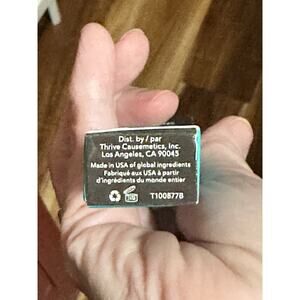 Dist. by / par
Thrive Causemetics, Inc.
Los Angeles, CA 90045
Made in USA of global ingredients
Fabriqué aux USA à partir
d'ingrédients du monde entier
T100877B